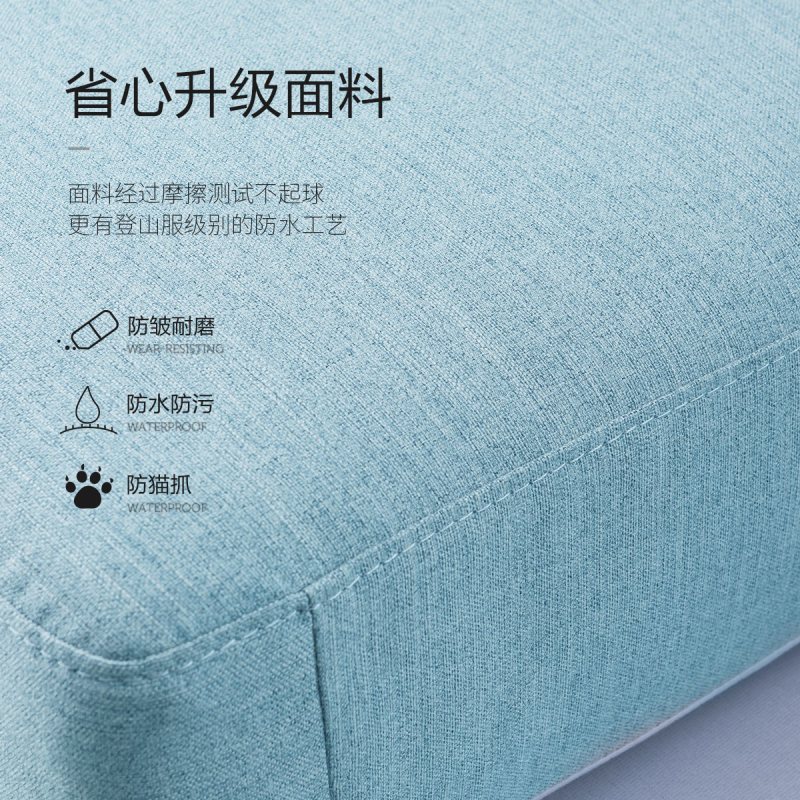 省心升级面料
面料经过摩擦测试不起球
更有登山服级别的防水工艺
防皱耐磨
WEAR-RESISTING
防水防污
WATERPROOF
防猫抓
WATERPROOF